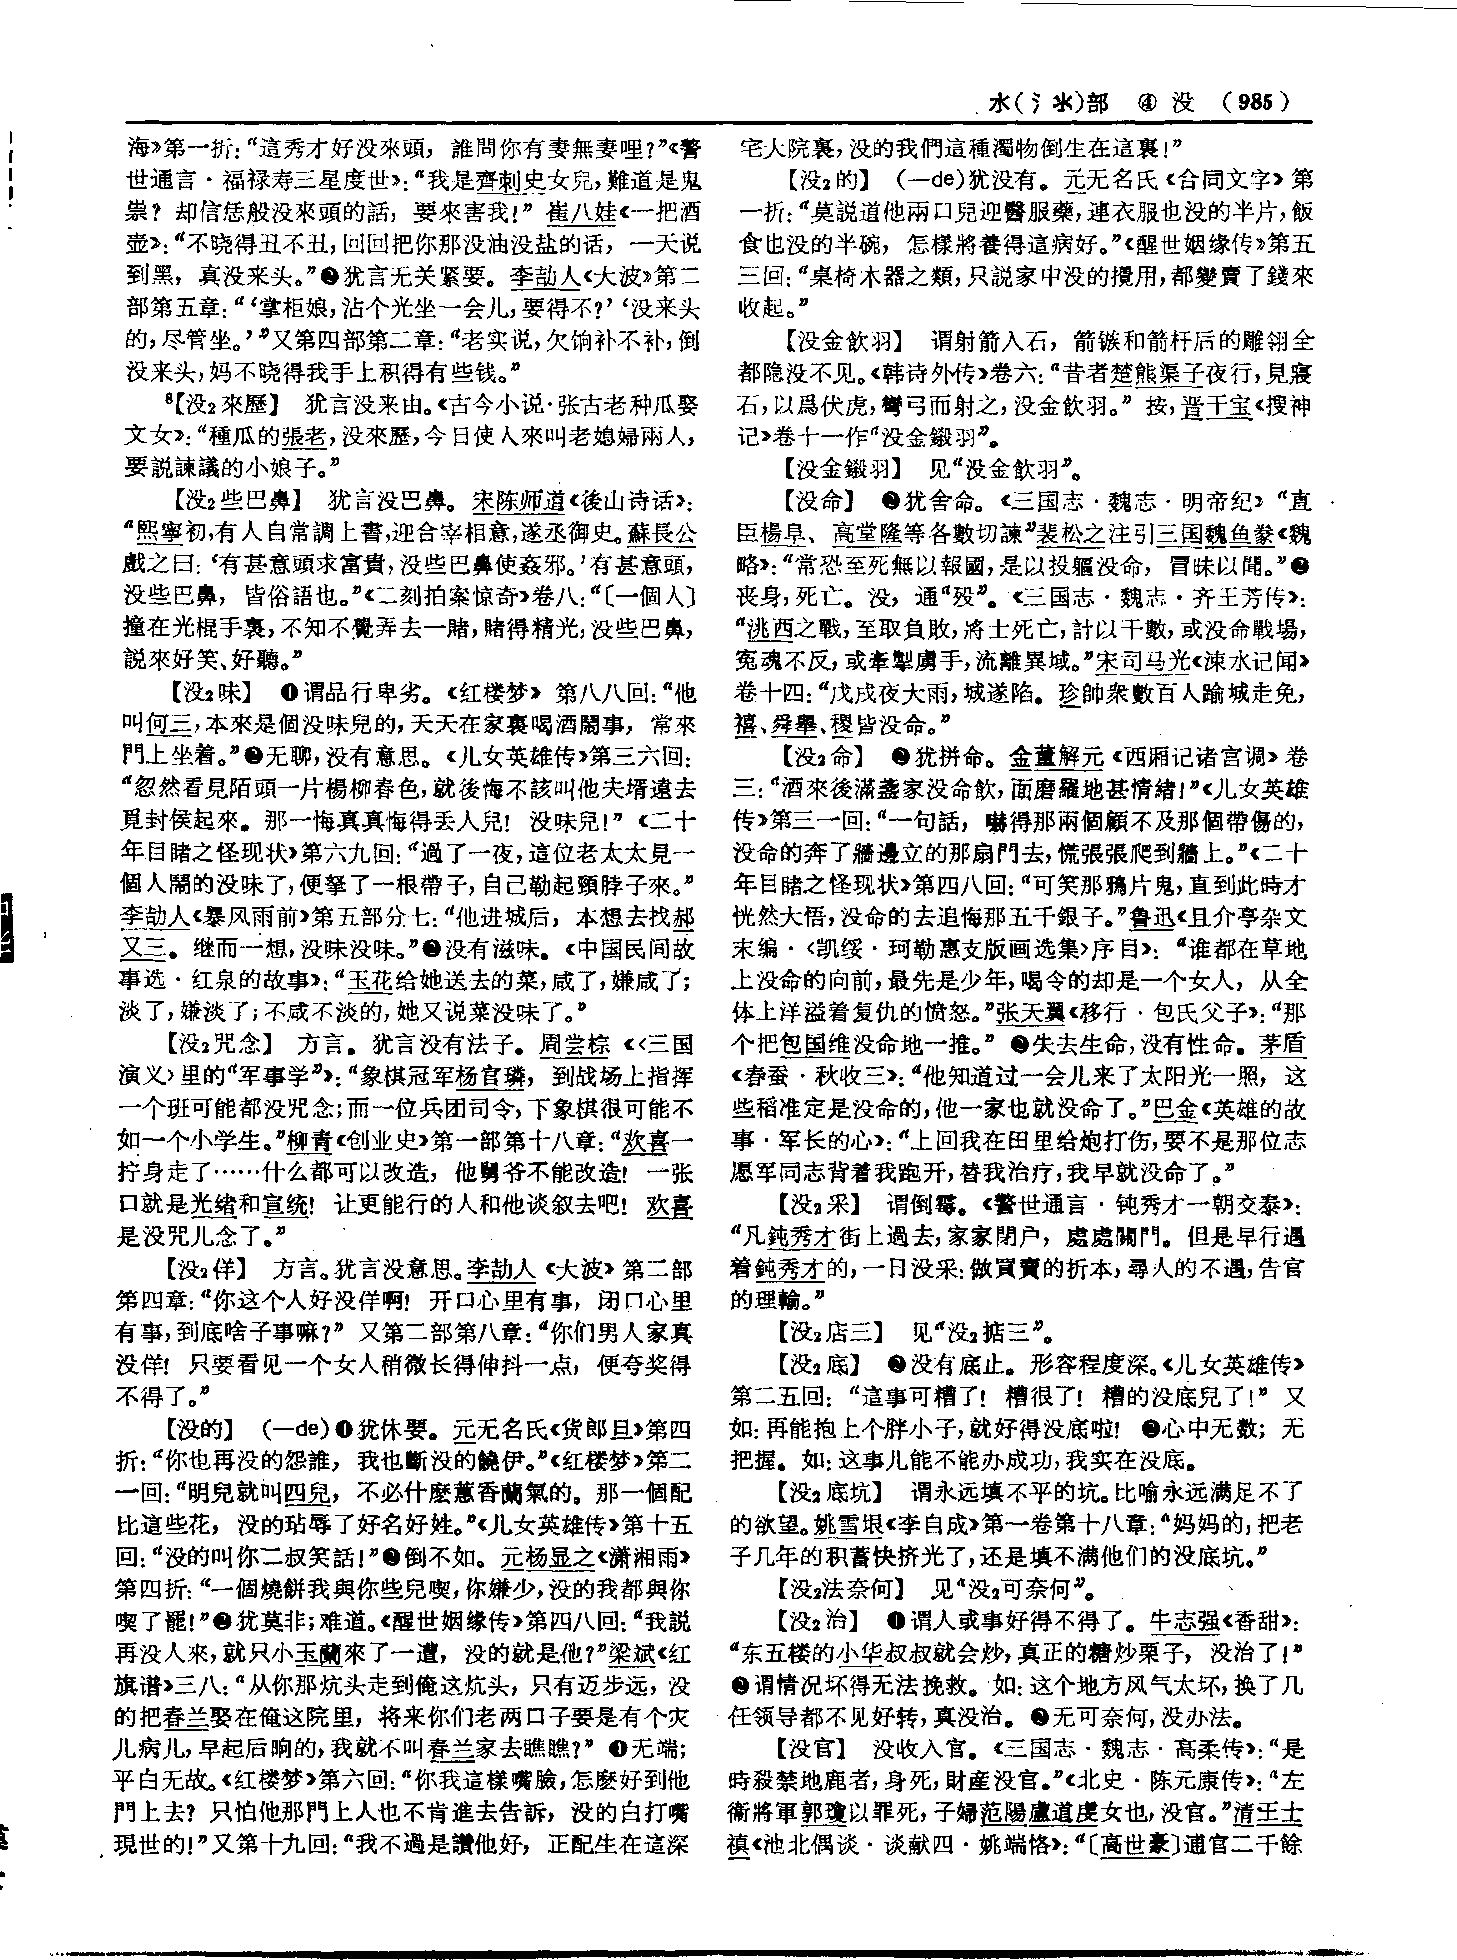 水(氵氺)部 ④ 没 (985)
海》第一折：“這秀才好没來頭，誰問你有妻無妻哩？”《警
世通言·福禄寿三星度世》：“我是齊刺史女兒，難道是鬼
祟？却信恁般没來頭的話，要來害我！” 崔八娃《一把酒
壶》：“不晓得丑不丑，回回把你那没油没盐的话，一天说
到黑，真没来头。”❷犹言无关紧要。李劼人《大波》第二
部第五章：“‘掌柜娘，沾个光坐一会儿，要得不？’‘没来头
的，尽管坐。’”又第四部第二章：“老实说，欠饷补不补，倒
没来头，妈不晓得我手上积得有些钱。”
⁸【没₂來歷】 犹言没来由。《古今小说·张古老种瓜娶
文女》：“種瓜的張老，没來歷，今日使人來叫老媳婦兩人，
要説諫議的小娘子。”
【没₂些巴鼻】 犹言没巴鼻。宋陈师道《後山诗话》：
“熙寧初，有人自常調上書，迎合宰相意，遂丞御史。蘇長公
戲之曰：‘有甚意頭求富貴，没些巴鼻使姦邪。’有甚意頭，
没些巴鼻，皆俗語也。”《二刻拍案惊奇》卷八：“〔一個人〕
撞在光棍手裏，不知不覺弄去一賭，賭得精光；没些巴鼻，
説來好笑、好聽。”
【没₂味】 ❶谓品行卑劣。《红楼梦》第八八回：“他
叫何三，本來是個没味兒的，天天在家裏喝酒鬧事，常來
門上坐着。”❷无聊，没有意思。《儿女英雄传》第三六回：
“忽然看見陌頭一片楊柳春色，就後悔不該叫他夫壻遠去
覓封侯起來。那一悔真真悔得丢人兒！没味兒！”《二十
年目睹之怪现状》第六九回：“過了一夜，這位老太太見一
個人鬧的没味了，便拏了一根帶子，自己勒起頸脖子來。”
李劼人《暴风雨前》第五部分七：“他进城后，本想去找郝
又三。继而一想，没味没味。”❸没有滋味。《中国民间故
事选·红泉的故事》：“玉花给她送去的菜，咸了，嫌咸了；
淡了，嫌淡了；不咸不淡的，她又说菜没味了。”
【没₂咒念】 方言。犹言没有法子。周尝棕《〈三国
演义〉里的“军事学”》：“象棋冠军杨官璘，到战场上指挥
一个班可能都没咒念；而一位兵团司令，下象棋很可能不
如一个小学生。”柳青《创业史》第一部第十八章：“欢喜一
拧身走了……什么都可以改造，他舅爷不能改造！一张
口就是光绪和宣统！让更能行的人和他谈叙去吧！欢喜
是没咒儿念了。”
【没₂佯】 方言。犹言没意思。李劼人《大波》第二部
第四章：“你这个人好没佯啊！开口心里有事，闭口心里
有事，到底啥子事嘛？” 又第二部第八章：“你们男人家真
没佯！只要看见一个女人稍微长得伸抖一点，便夸奖得
不得了。”
【没的】 (—de)❶犹休要。元无名氏《货郎旦》第四
折：“你也再没的怨誰，我也斷没的饒伊。”《红楼梦》第二
一回：“明兒就叫四兒，不必什麽蕙香蘭氣的。那一個配
比這些花，没的玷辱了好名好姓。”《儿女英雄传》第十五
回：“没的叫你二叔笑話！”❷倒不如。元杨显之《潇湘雨》
第四折：“一個燒餅我與你些兒喫，你嫌少，没的我都與你
喫了罷！”❸犹莫非；难道。《醒世姻缘传》第四八回：“我説
再没人來，就只小玉蘭來了一遭，没的就是他？”梁斌《红
旗谱》三八：“从你那炕头走到俺这炕头，只有迈步远，没
的把春兰娶在俺这院里，将来你们老两口子要是有个灾
儿病儿，早起后晌的，我就不叫春兰家去瞧瞧？” ❹无端；
平白无故。《红楼梦》第六回：“你我這樣嘴臉，怎麽好到他
門上去？只怕他那門上人也不肯進去告訴，没的白打嘴
現世的！”又第十九回：“我不過是讚他好，正配生在這深
宅大院裏，没的我們這種濁物倒生在這裏！”
【没₂的】 (—de)犹没有。元无名氏《合同文字》第
一折：“莫説道他兩口兒迎醫服藥，連衣服也没的半片，飯
食也没的半碗，怎樣將養得這病好。”《醒世姻缘传》第五
三回：“桌椅木器之類，只説家中没的攪用，都變賣了錢來
收起。”
【没金飲羽】 谓射箭入石，箭镞和箭杆后的雕翎全
都隐没不见。《韩诗外传》卷六：“昔者楚熊渠子夜行，見寢
石，以爲伏虎，彎弓而射之，没金飲羽。” 按，晋干宝《搜神
记》卷十一作“没金鎩羽”。
【没金鎩羽】 见“没金飲羽”。
【没命】 ❶犹舍命。《三国志·魏志·明帝纪》“直
臣楊阜、高堂隆等各數切諫”裴松之注引三国魏鱼豢《魏
略》：“常恐至死無以報國，是以投軀没命，冒昧以聞。”❷
丧身，死亡。没，通“殁”。《三国志·魏志·齐王芳传》：
“洮西之戰，至取負敗，將士死亡，計以千數，或没命戰場，
冤魂不反，或牽掣虜手，流離異域。”宋司马光《涑水记闻》
卷十四：“戊戌夜大雨，城遂陷。珍帥衆數百人踰城走免，
禧、舜舉、稷皆没命。”
【没₂命】 ❶犹拼命。金董解元《西厢记诸宫调》卷
三：“酒來後滿盞家没命飲，面磨羅地甚情緒！”《儿女英雄
传》第三一回：“一句話，嚇得那兩個顧不及那個帶傷的，
没命的奔了牆邊立的那扇門去，慌張張爬到牆上。”《二十
年目睹之怪现状》第四八回：“可笑那鴉片鬼，直到此時才
恍然大悟，没命的去追悔那五千銀子。”鲁迅《且介亭杂文
末编·〈凯绥·珂勒惠支版画选集〉序目》：“谁都在草地
上没命的向前，最先是少年，喝令的却是一个女人，从全
体上洋溢着复仇的愤怒。”张天翼《移行·包氏父子》：“那
个把包国维没命地一推。” ❷失去生命，没有性命。茅盾
《春蚕·秋收三》：“他知道过一会儿来了太阳光一照，这
些稻准定是没命的，他一家也就没命了。”巴金《英雄的故
事·军长的心》：“上回我在田里给炮打伤，要不是那位志
愿军同志背着我跑开，替我治疗，我早就没命了。”
【没₂采】 谓倒霉。《警世通言·钝秀才一朝交泰》：
“凡鈍秀才街上過去，家家閉户，處處關門。但是早行遇
着鈍秀才的，一日没采：做買賣的折本，尋人的不遇，告官
的理輸。”
【没₂店三】 见“没₂掂三”。
【没₂底】 ❶没有底止。形容程度深。《儿女英雄传》
第二五回：“這事可糟了！糟很了！糟的没底兒了！” 又
如：再能抱上个胖小子，就好得没底啦！ ❷心中无数；无
把握。如：这事儿能不能办成功，我实在没底。
【没₂底坑】 谓永远填不平的坑。比喻永远满足不了
的欲望。姚雪垠《李自成》第一卷第十八章：“妈妈的，把老
子几年的积蓄快挤光了，还是填不满他们的没底坑。”
【没₂法奈何】 见“没₂可奈何”。
【没₂治】 ❶谓人或事好得不得了。牛志强《香甜》：
“东五楼的小华叔叔就会炒，真正的糖炒栗子，没治了！”
❷谓情况坏得无法挽救。如：这个地方风气太坏，换了几
任领导都不见好转，真没治。❸无可奈何，没办法。
【没官】 没收入官。《三国志·魏志·高柔传》：“是
時殺禁地鹿者，身死，財産没官。”《北史·陈元康传》：“左
衞將軍郭瓊以罪死，子婦范陽盧道虔女也，没官。”清王士
禛《池北偶谈·谈献四·姚端恪》：“〔高世豪〕逋官二千餘